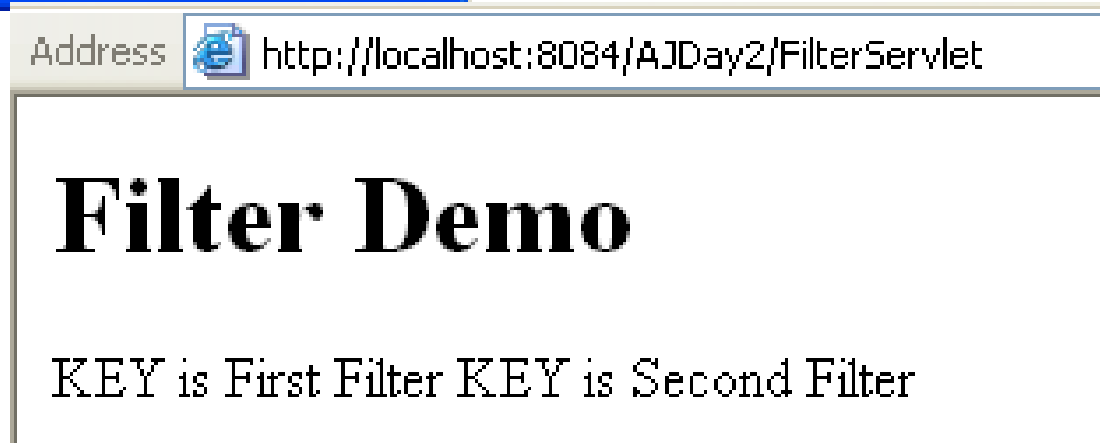 Address http://localhost:8084/AJDay2/FilterServlet
Filter Demo
KEY is First Filter KEY is Second Filter